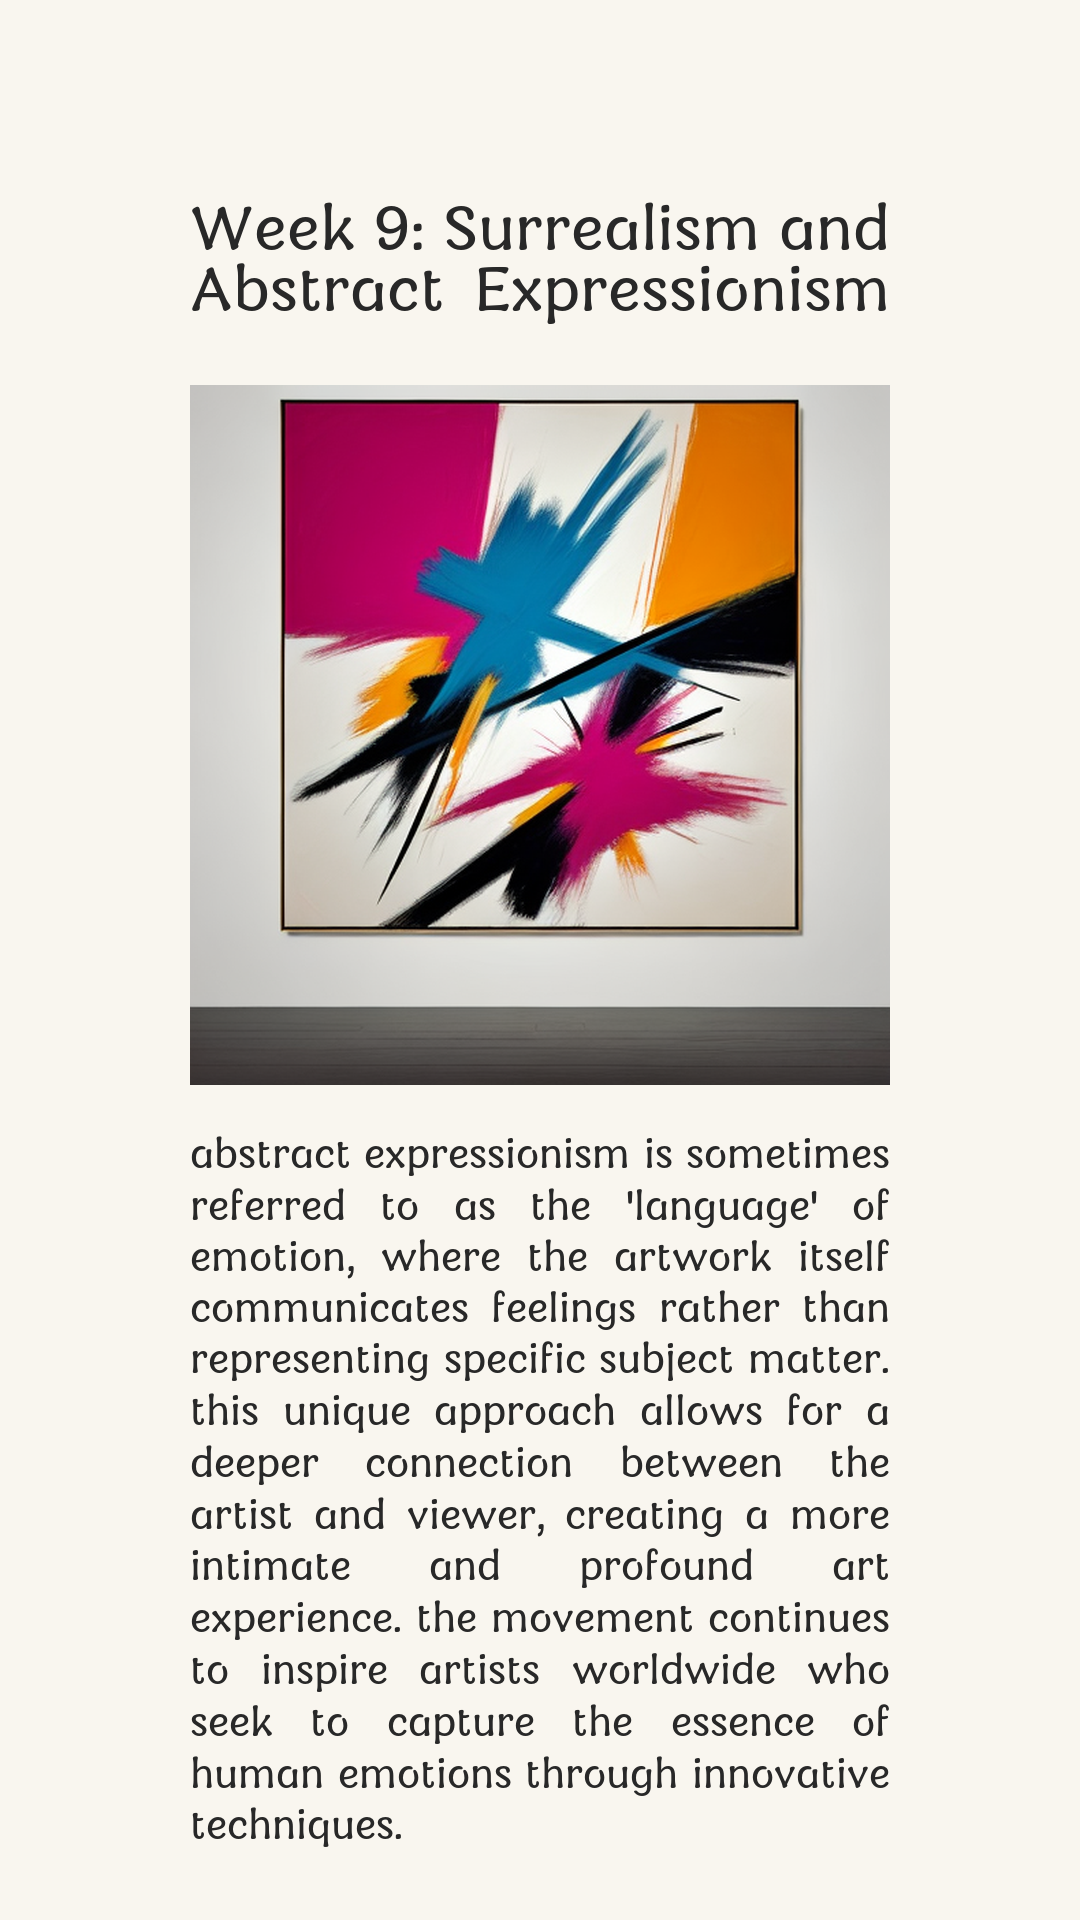 Week 9: Surrealism and
Abstract Expressionism
abstract expressionism is sometimes
referred to as the 'language' of
emotion, where the artwork itself
communicates feelings rather than
representing specific subject matter.
this unique approach allows for a
deeper connection between the
artist and viewer, creating a more
intimate and profound art
experience. the movement continues
to inspire artists worldwide who
seek to capture the essence of
human emotions through innovative
techniques.